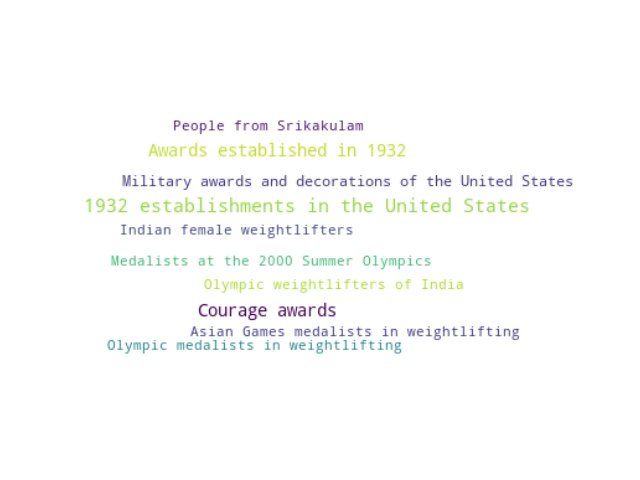 People from Srikakulam
Awards established in 1932
Military awards and decorations of the United States
1932 establishments in the United States
Indian female weightlifters
Medalists at the 2000 Summer Olympics
Olympic weightlifters of India
Courage awards
Asian Games medalists in weightlifting
Olympic medalists in weightlifting